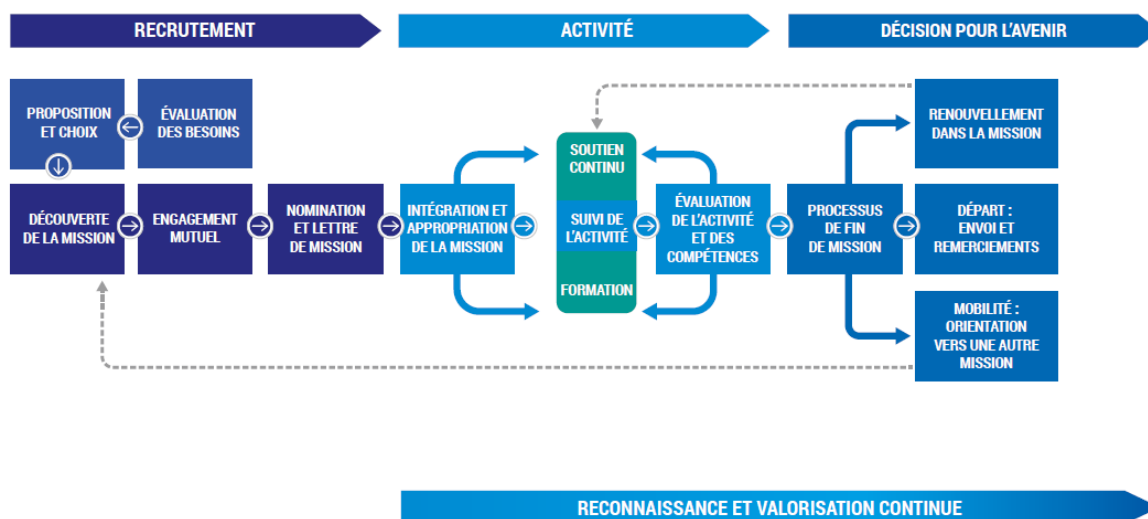 RECRUTEMENT
ACTIVITÉ
DÉCISION POUR L'AVENIR
PROPOSITION
ET CHOIX
ÉVALUATION
DES BESOINS
DÉCOUVERTE
DE LA MISSION
ENGAGEMENT
MUTUEL
NOMINATION
ET LETTRE
DE MISSION
INTÉGRATION ET
APPROPRIATION
DE LA MISSION
SOUTIEN
CONTINU
SUIVI DE
L'ACTIVITÉ
FORMATION
ÉVALUATION
DE L'ACTIVITÉ
ET DES
COMPÉTENCES
PROCESSUS
DE FIN
DE MISSION
RENOUVELLEMENT
DANS LA MISSION
DÉPART :
ENVOI ET
REMERCIEMENTS
MOBILITÉ :
ORIENTATION
VERS UNE AUTRE
MISSION
RECONNAISSANCE ET VALORISATION CONTINUE